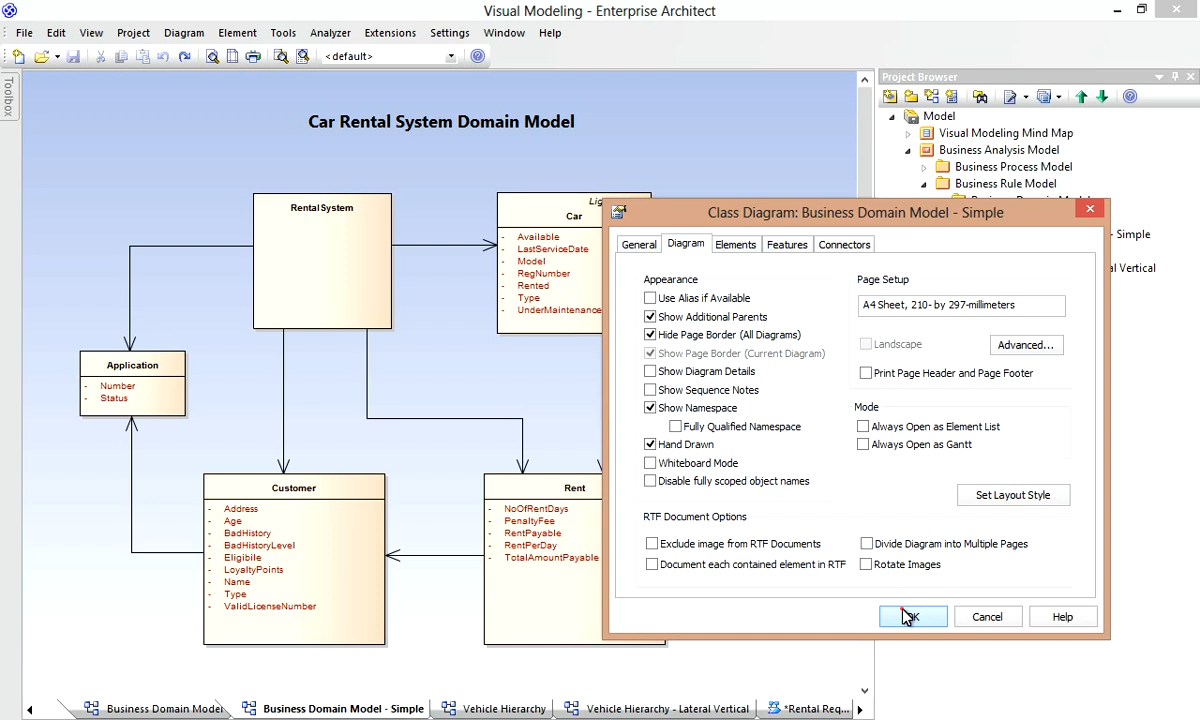 Visual Modeling - Enterprise Architect
File Edit View Project Diagram Element Tools Analyzer Extensions Settings Window Help
<default>
Toolbox
Project Browser
Model
Visual Modeling Mind Map
Business Analysis Model
Business Process Model
Business Rule Model
- Simple
al Vertical
Car Rental System Domain Model
RentalSystem
Car
- Available
- LastServiceDate
- Model
- RegNumber
- Rented
- Type
- UnderMaintenance
Application
- Number
- Status
Customer
- Address
- Age
- BadHistory
- BadHistoryLevel
- Eligibile
- LoyaltyPoints
- Name
- Type
- ValidLicenseNumber
Rent
- NoOfRentDays
- PenaltyFee
- RentPayable
- RentPerDay
- TotalAmountPayable
Class Diagram: Business Domain Model - Simple
General Diagram Elements Features Connectors
Appearance
Use Alias if Available
Show Additional Parents
Hide Page Border (All Diagrams)
Show Page Border (Current Diagram)
Show Diagram Details
Show Sequence Notes
Show Namespace
Fully Qualified Namespace
Hand Drawn
Whiteboard Mode
Disable fully scoped object names
Page Setup
A4 Sheet, 210- by 297-millimeters
Landscape
Advanced...
Print Page Header and Page Footer
Mode
Always Open as Element List
Always Open as Gantt
Set Layout Style
RTF Document Options
Exclude image from RTF Documents
Divide Diagram into Multiple Pages
Document each contained element in RTF
Rotate Images
OK Cancel Help
Business Domain Model Business Domain Model - Simple Vehicle Hierarchy Vehicle Hierarchy - Lateral Vertical *Rental Req...